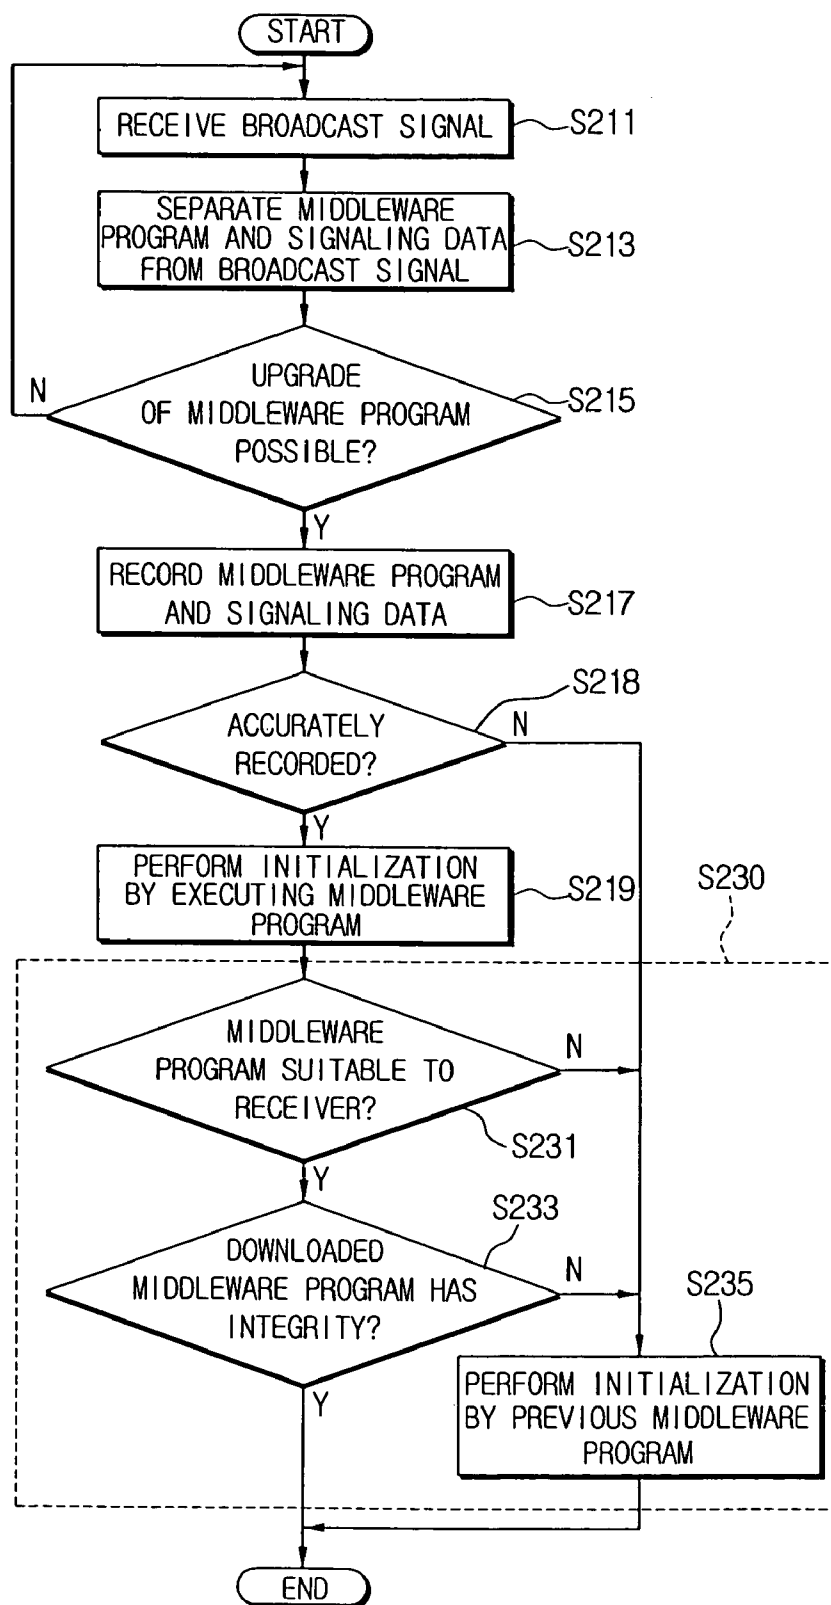 START
RECEIVE BROADCAST SIGNAL
S211
SEPARATE MIDDLEWARE
PROGRAM AND SIGNALING DATA
FROM BROADCAST SIGNAL
S213
UPGRADE
OF MIDDLEWARE PROGRAM
POSSIBLE?
S215
N
Y
RECORD MIDDLEWARE PROGRAM
AND SIGNALING DATA
S217
ACCURATELY
RECORDED?
S218
N
Y
PERFORM INITIALIZATION
BY EXECUTING MIDDLEWARE
PROGRAM
S219
S230
MIDDLEWARE
PROGRAM SUITABLE TO
RECEIVER?
N
S231
Y
DOWNLOADED
MIDDLEWARE PROGRAM HAS
INTEGRITY?
S233
N
Y
S235
PERFORM INITIALIZATION
BY PREVIOUS MIDDLEWARE
PROGRAM
END